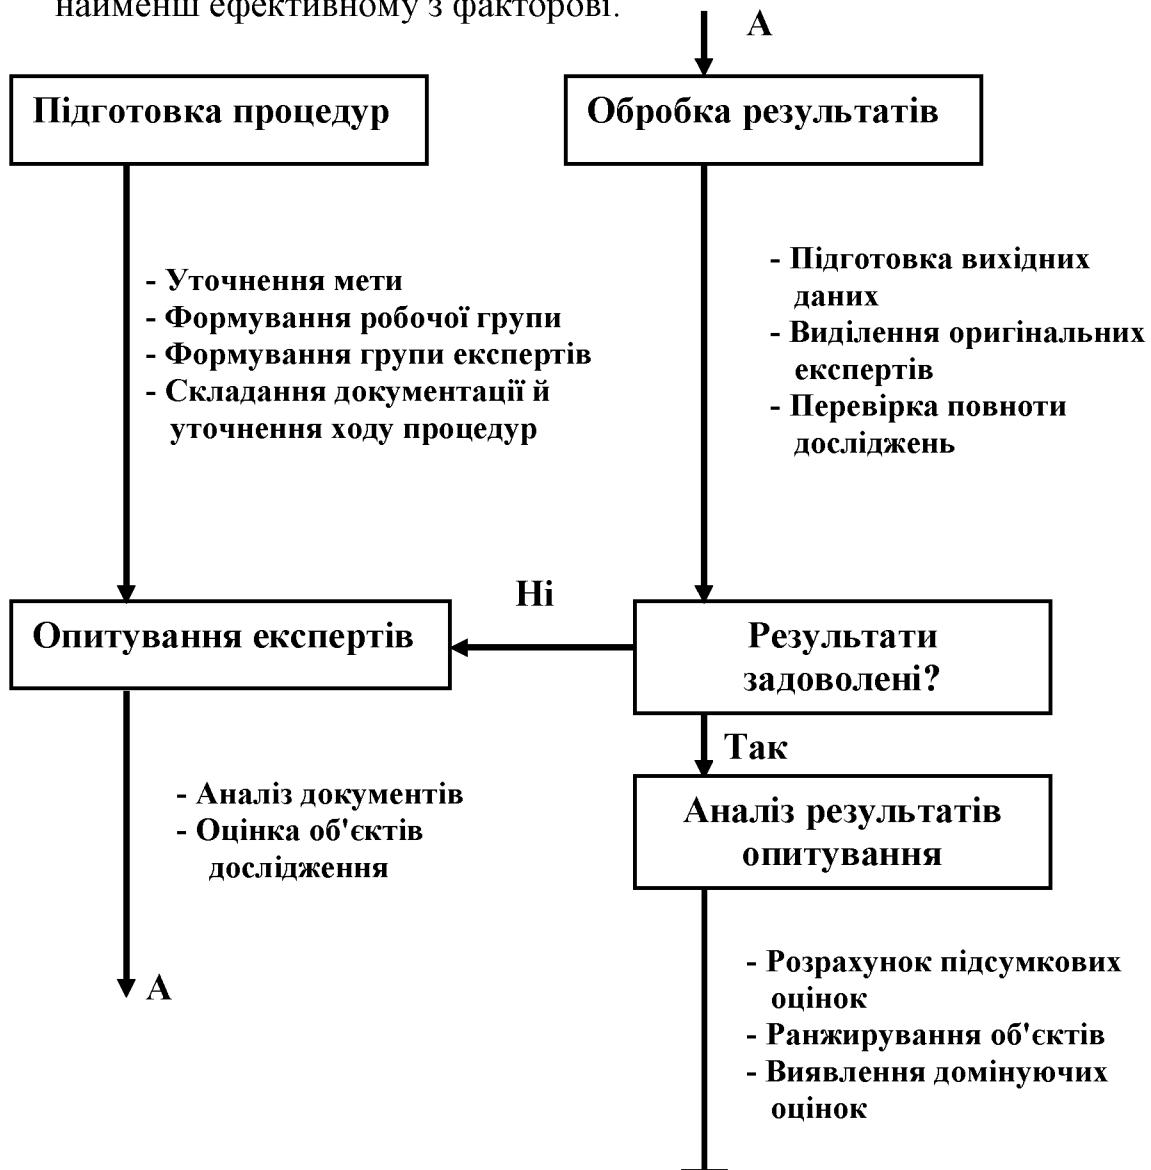 найменш ефективному з факторові.
Підготовка процедур
- Уточнення мети
- Формування робочої групи
- Формування групи експертів
- Складання документації й
уточнення ходу процедур
Опитування експертів
- Аналіз документів
- Оцінка об'єктів
дослідження
А
А
Обробка результатів
- Підготовка вихідних
даних
- Виділення оригінальних
експертів
- Перевірка повноти
досліджень
Ні
Результати
задоволені?
Так
Аналіз результатів
опитування
- Розрахунок підсумкових
оцінок
- Ранжирування об'єктів
- Виявлення домінуючих
оцінок